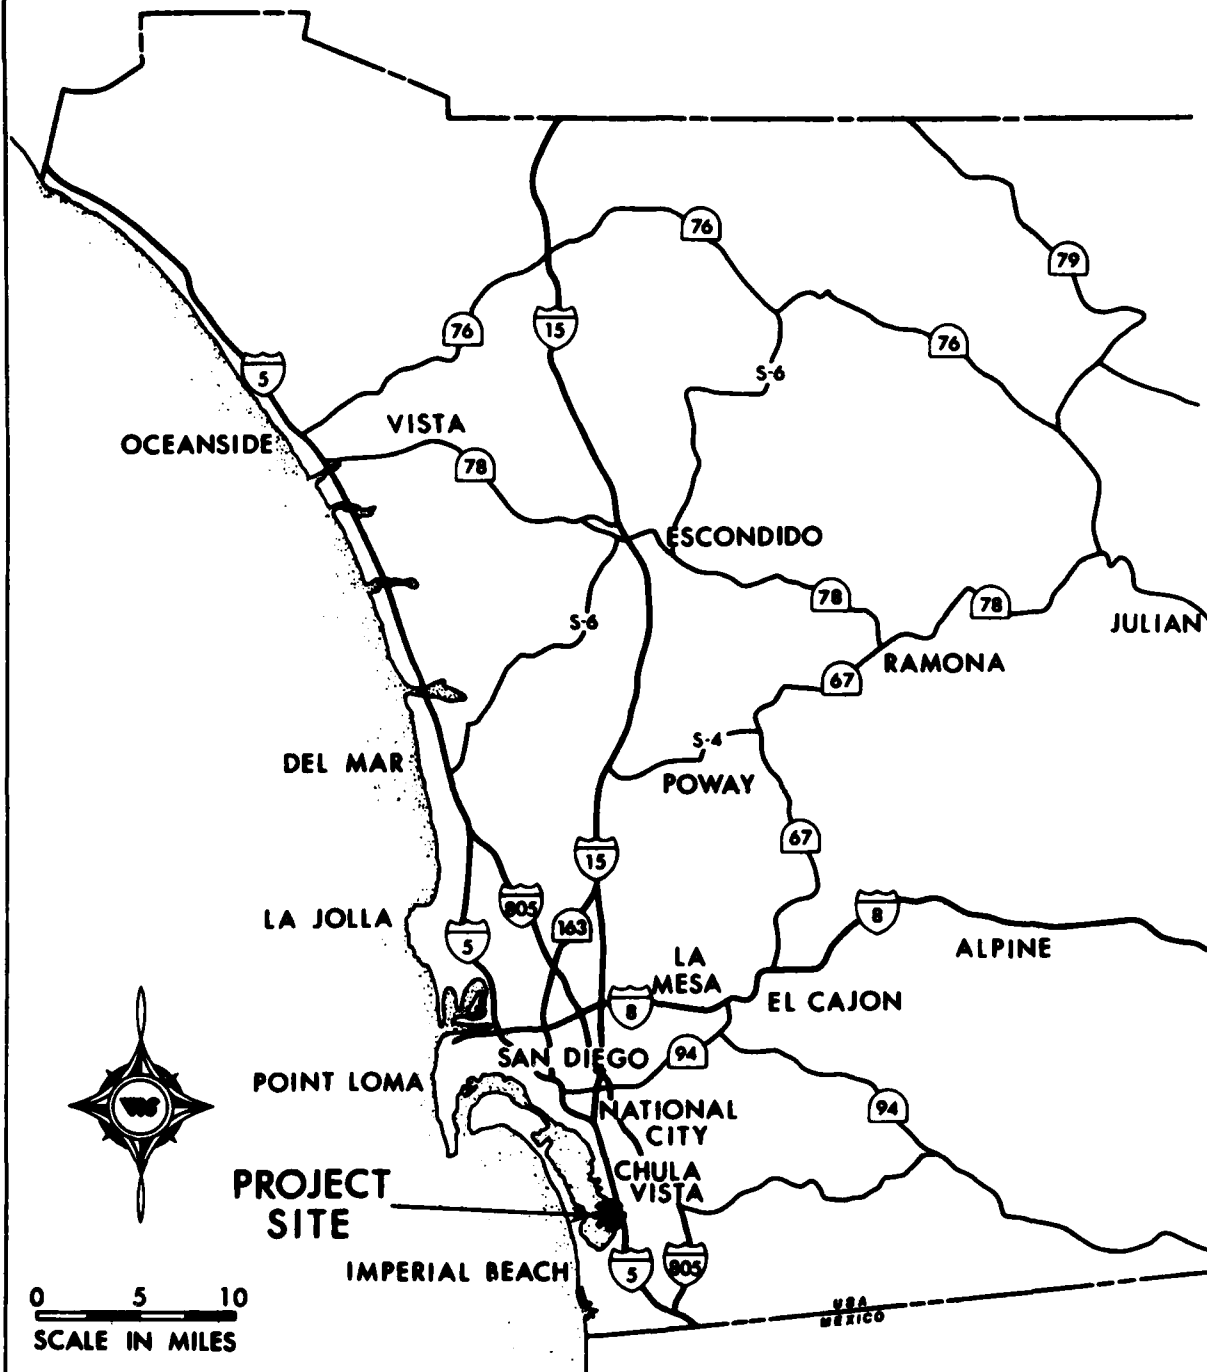 76
79
76
15
76
5
S-6
VISTA
OCEANSIDE
78
ESCONDIDO
78
78
S-6
JULIAN
RAMONA
67
S-4
DEL MAR
POWAY
67
15
805
8
LA JOLLA
163
5
ALPINE
LA
MESA
8
EL CAJON
SAN DIEGO
94
POINT LOMA
94
NATIONAL
CITY
CHULA
VISTA
PROJECT
SITE
IMPERIAL BEACH
5
805
0 5 10
SCALE IN MILES
USA
MEXICO